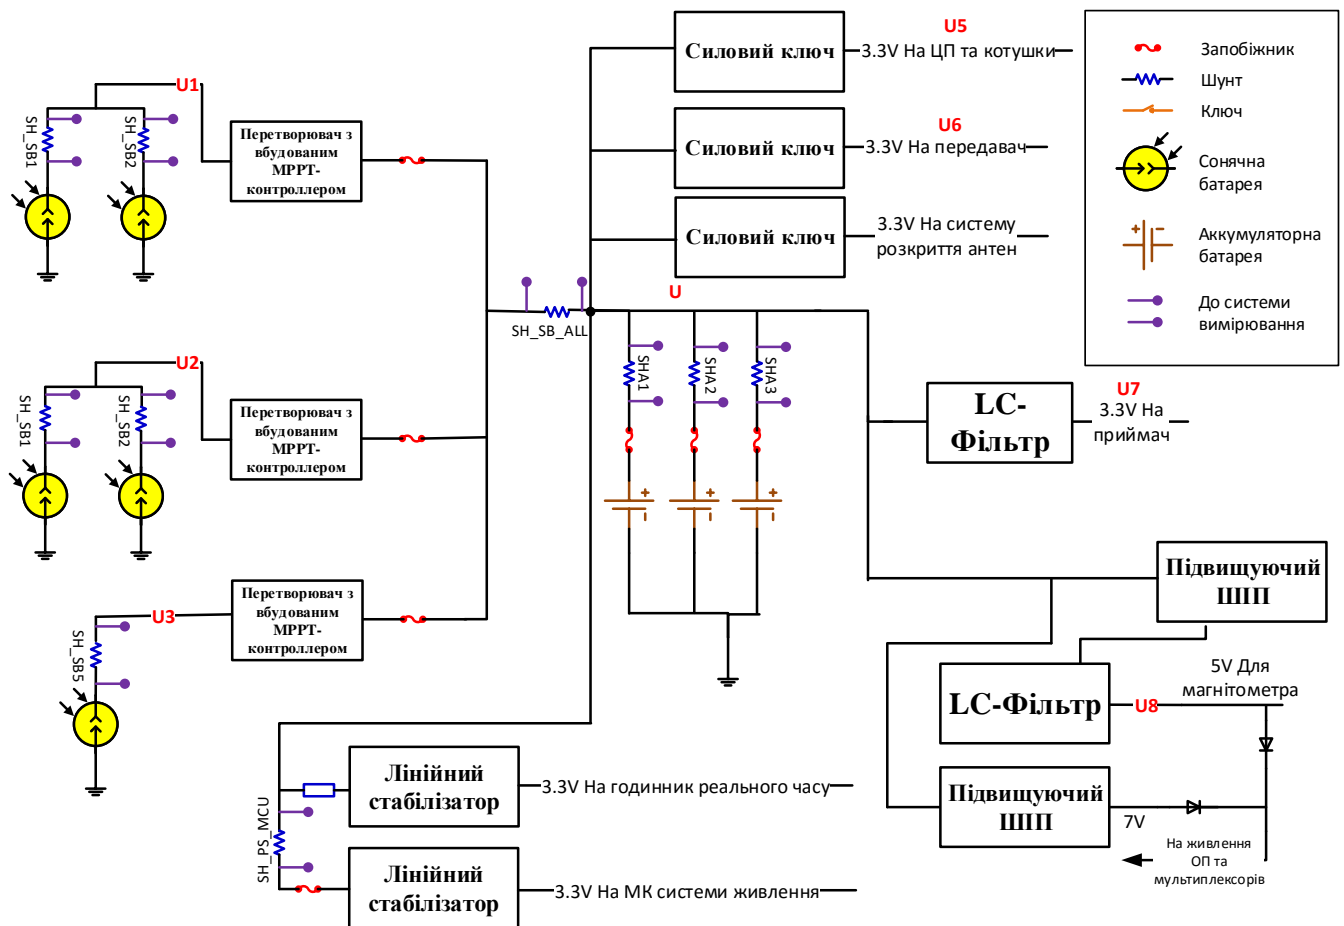 U1
SH_SB1
SH_SB2
Перетворювач з
вбудованим
МРРТ-
контроллером
U2
SH_SB1
SH_SB2
Перетворювач з
вбудованим
МРРТ-
контроллером
U3
SH_SB5
Перетворювач з
вбудованим
МРРТ-
контроллером
SH_SB_ALL
U
Силовий ключ
U5
3.3V На ЦП та котушки
Силовий ключ
U6
3.3V На передавач
Силовий ключ
3.3V На систему
розкриття антен
SHA1
SHA2
SHA3
+
+
+
LC-
Фільтр
U7
3.3V На
приймач
Підвищуючий
ШІП
LC-Фільтр
U8
5V Для
магнітометра
Підвищуючий
ШІП
7V
На живлення
ОП та
мультиплексорів
SH_PS_MCU
Лінійний
стабілізатор
3.3V На годинник реального часу
Лінійний
стабілізатор
3.3V На МК системи живлення
Запобіжник
Шунт
Ключ
Сонячна
батарея
+ -
Аккумуляторна
батарея
До системи
вимірювання